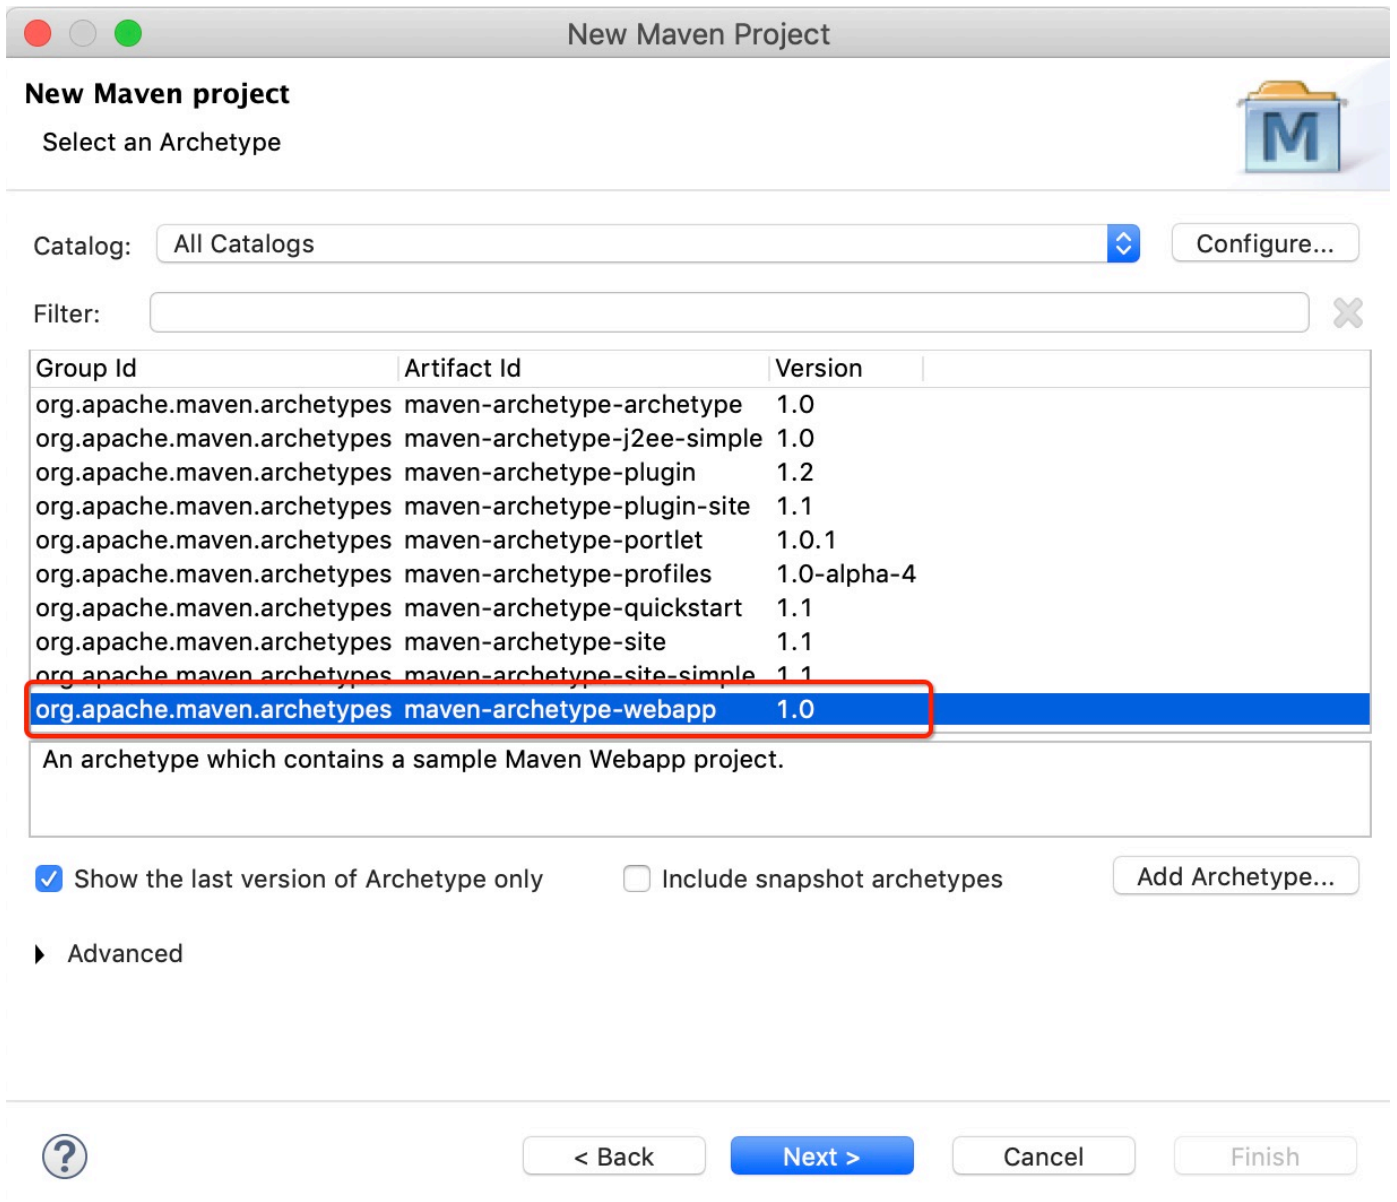 New Maven Project
New Maven project
Select an Archetype
M
Catalog: All Catalogs Configure...
Filter:
Group Id Artifact Id Version
org.apache.maven.archetypes maven-archetype-archetype 1.0
org.apache.maven.archetypes maven-archetype-j2ee-simple 1.0
org.apache.maven.archetypes maven-archetype-plugin 1.2
org.apache.maven.archetypes maven-archetype-plugin-site 1.1
org.apache.maven.archetypes maven-archetype-portlet 1.0.1
org.apache.maven.archetypes maven-archetype-profiles 1.0-alpha-4
org.apache.maven.archetypes maven-archetype-quickstart 1.1
org.apache.maven.archetypes maven-archetype-site 1.1
org.apache.maven.archetypes maven-archetype-site-simple 1.1
org.apache.maven.archetypes maven-archetype-webapp 1.0
An archetype which contains a sample Maven Webapp project.
Show the last version of Archetype only Include snapshot archetypes Add Archetype...
Advanced
? < Back Next > Cancel Finish